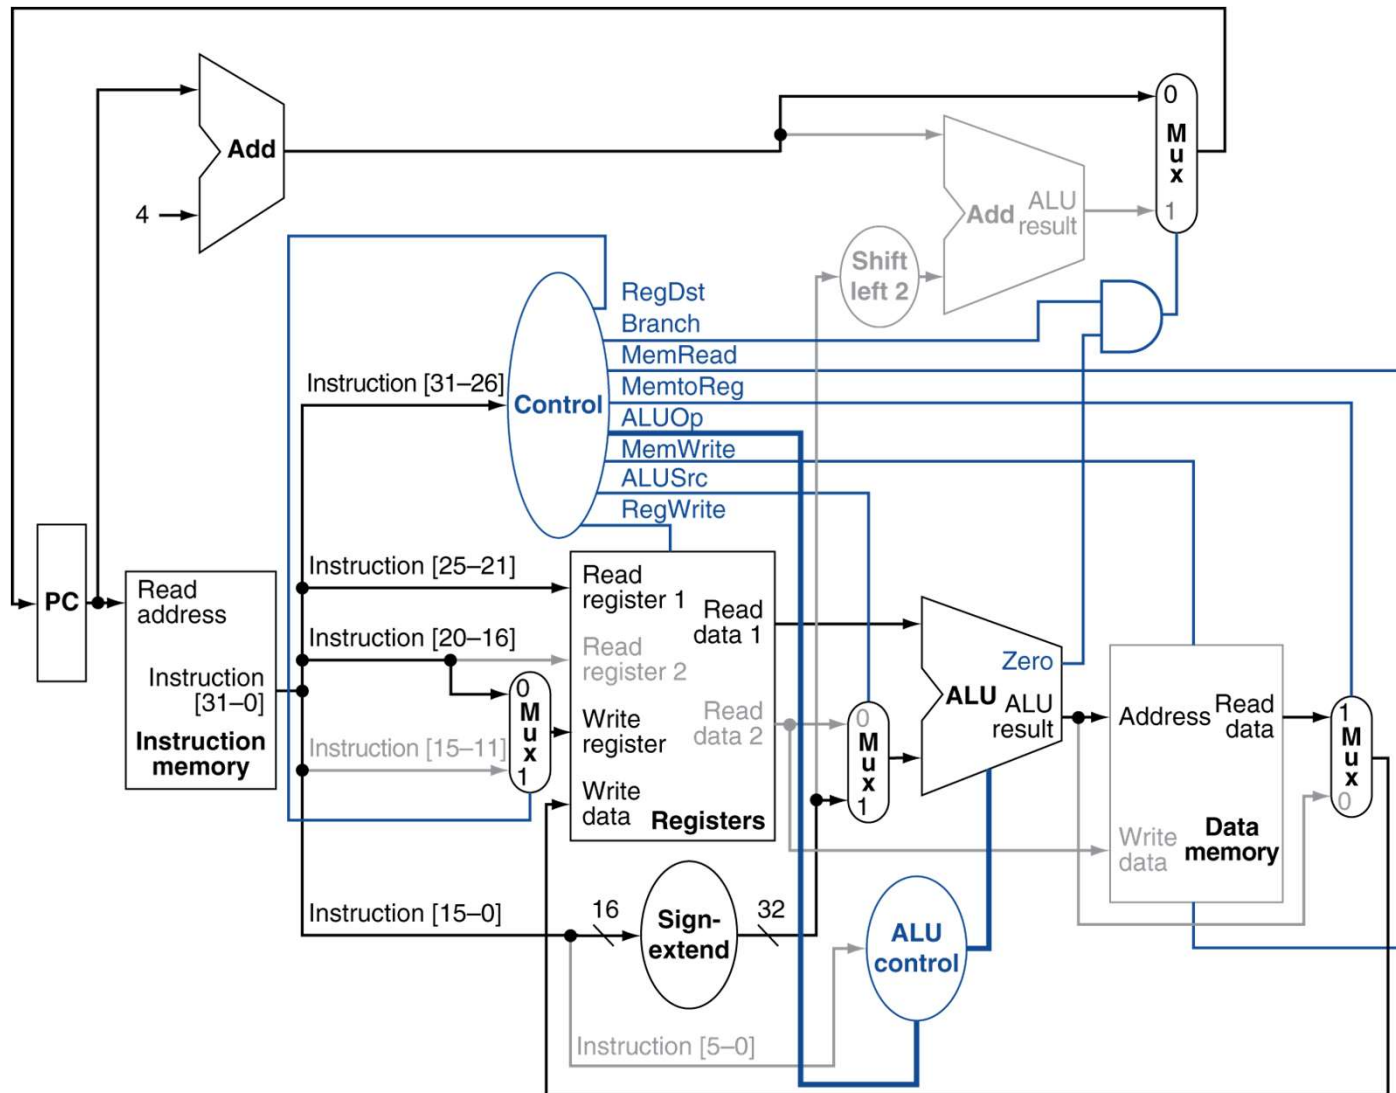 0
Mux
1
Add
4
Add
ALU
result
Shift
left 2
RegDst
Branch
MemRead
MemtoReg
ALUOp
MemWrite
ALUSrc
RegWrite
Instruction [31–26]
Control
PC
Read
address
Instruction
[31–0]
Instruction
memory
Instruction [25–21]
Instruction [20–16]
Instruction [15–11]
0
Mux
1
Read
register 1
Read
register 2
Write
register
Write
data
Read
data 1
Read
data 2
Registers
0
Mux
1
Zero
ALU
ALU
result
Address
Read
data
Write
data
Data
memory
1
Mux
0
Instruction [15–0]
16
Sign-
extend
32
ALU
control
Instruction [5–0]